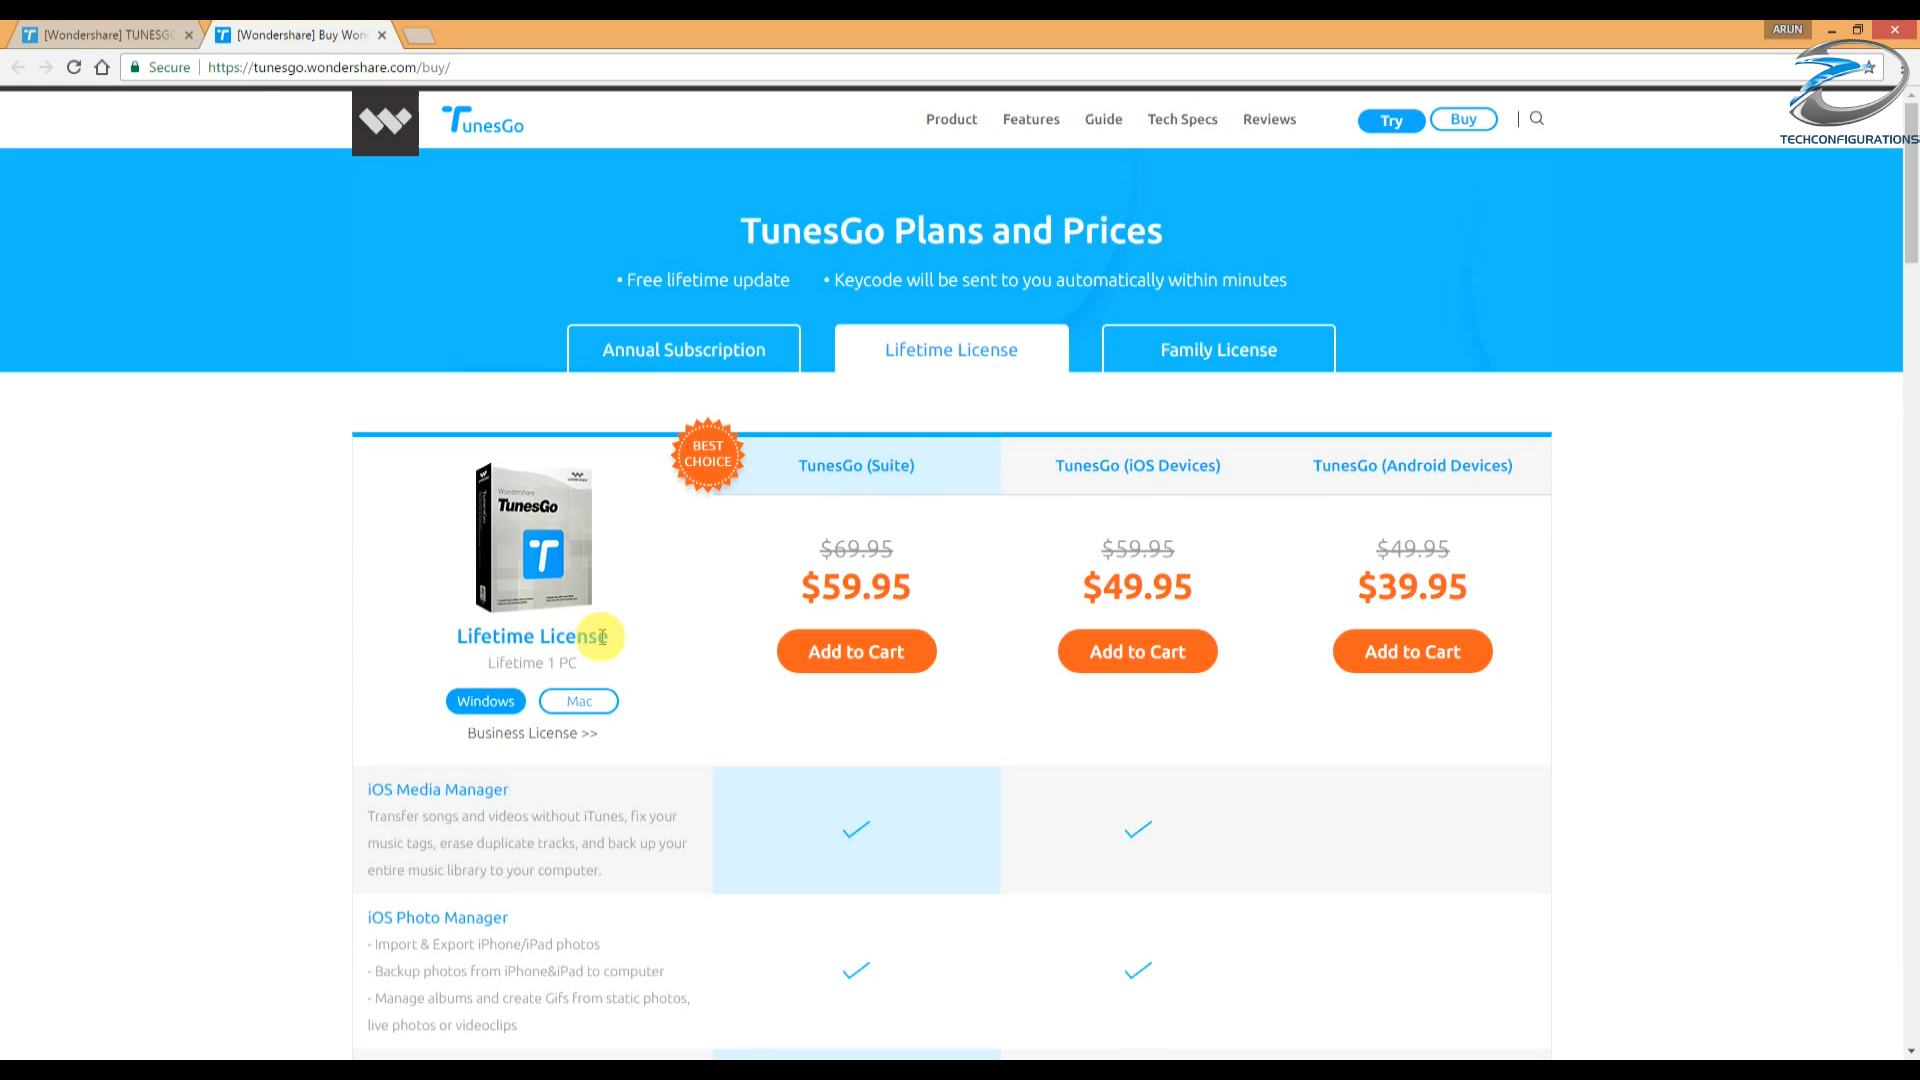 [Wondershare] TUNESG
[Wondershare] Buy Won
ARUN
Secure
https://tunesgo.wondershare.com/buy/
TECHCONFIGURATIONS
TunesGo
Product
Features
Guide
Tech Specs
Reviews
Try
Buy
TunesGo Plans and Prices
• Free lifetime update
• Keycode will be sent to you automatically within minutes
Annual Subscription
Lifetime License
Family License
BEST
CHOICE
TunesGo (Suite)
TunesGo (iOS Devices)
TunesGo (Android Devices)
Wondershare
TunesGo
$69.95
$59.95
$49.95
$59.95
$49.95
$39.95
Lifetime License
Add to Cart
Add to Cart
Add to Cart
Lifetime 1 PC
Windows
Mac
Business License >>
iOS Media Manager
Transfer songs and videos without iTunes, fix your
music tags, erase duplicate tracks, and back up your
entire music library to your computer.
iOS Photo Manager
- Import & Export iPhone/iPad photos
- Backup photos from iPhone&iPad to computer
- Manage albums and create Gifs from static photos,
live photos or videoclips